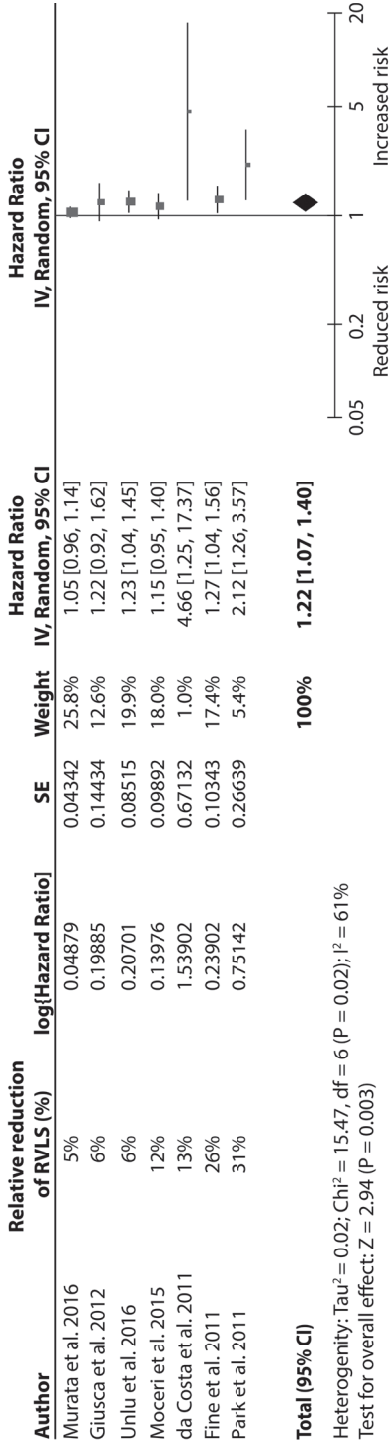 Relative reduction Hazard Ratio Hazard Ratio
Author of RVLS (%) log{Hazard Ratio] SE Weight IV, Random, 95% CI IV, Random, 95% CI
Murata et al. 2016 5% 0.04879 0.04342 25.8% 1.05 [0.96, 1.14]
Giusca et al. 2012 6% 0.19885 0.14434 12.6% 1.22 [0.92, 1.62]
Unlu et al. 2016 6% 0.20701 0.08515 19.9% 1.23 [1.04, 1.45]
Moceri et al. 2015 12% 0.13976 0.09892 18.0% 1.15 [0.95, 1.40]
da Costa et al. 2011 13% 1.53902 0.67132 1.0% 4.66 [1.25, 17.37]
Fine et al. 2011 26% 0.23902 0.10343 17.4% 1.27 [1.04, 1.56]
Park et al. 2011 31% 0.75142 0.26639 5.4% 2.12 [1.26, 3.57]
Total (95% CI) 100% 1.22 [1.07, 1.40]
Heterogenity: Tau² = 0.02; Chi² = 15.47, df = 6 (P = 0.02); I² = 61%
Test for overall effect: Z = 2.94 (P = 0.003)
0.05 0.2 1 5 20
Reduced risk Increased risk